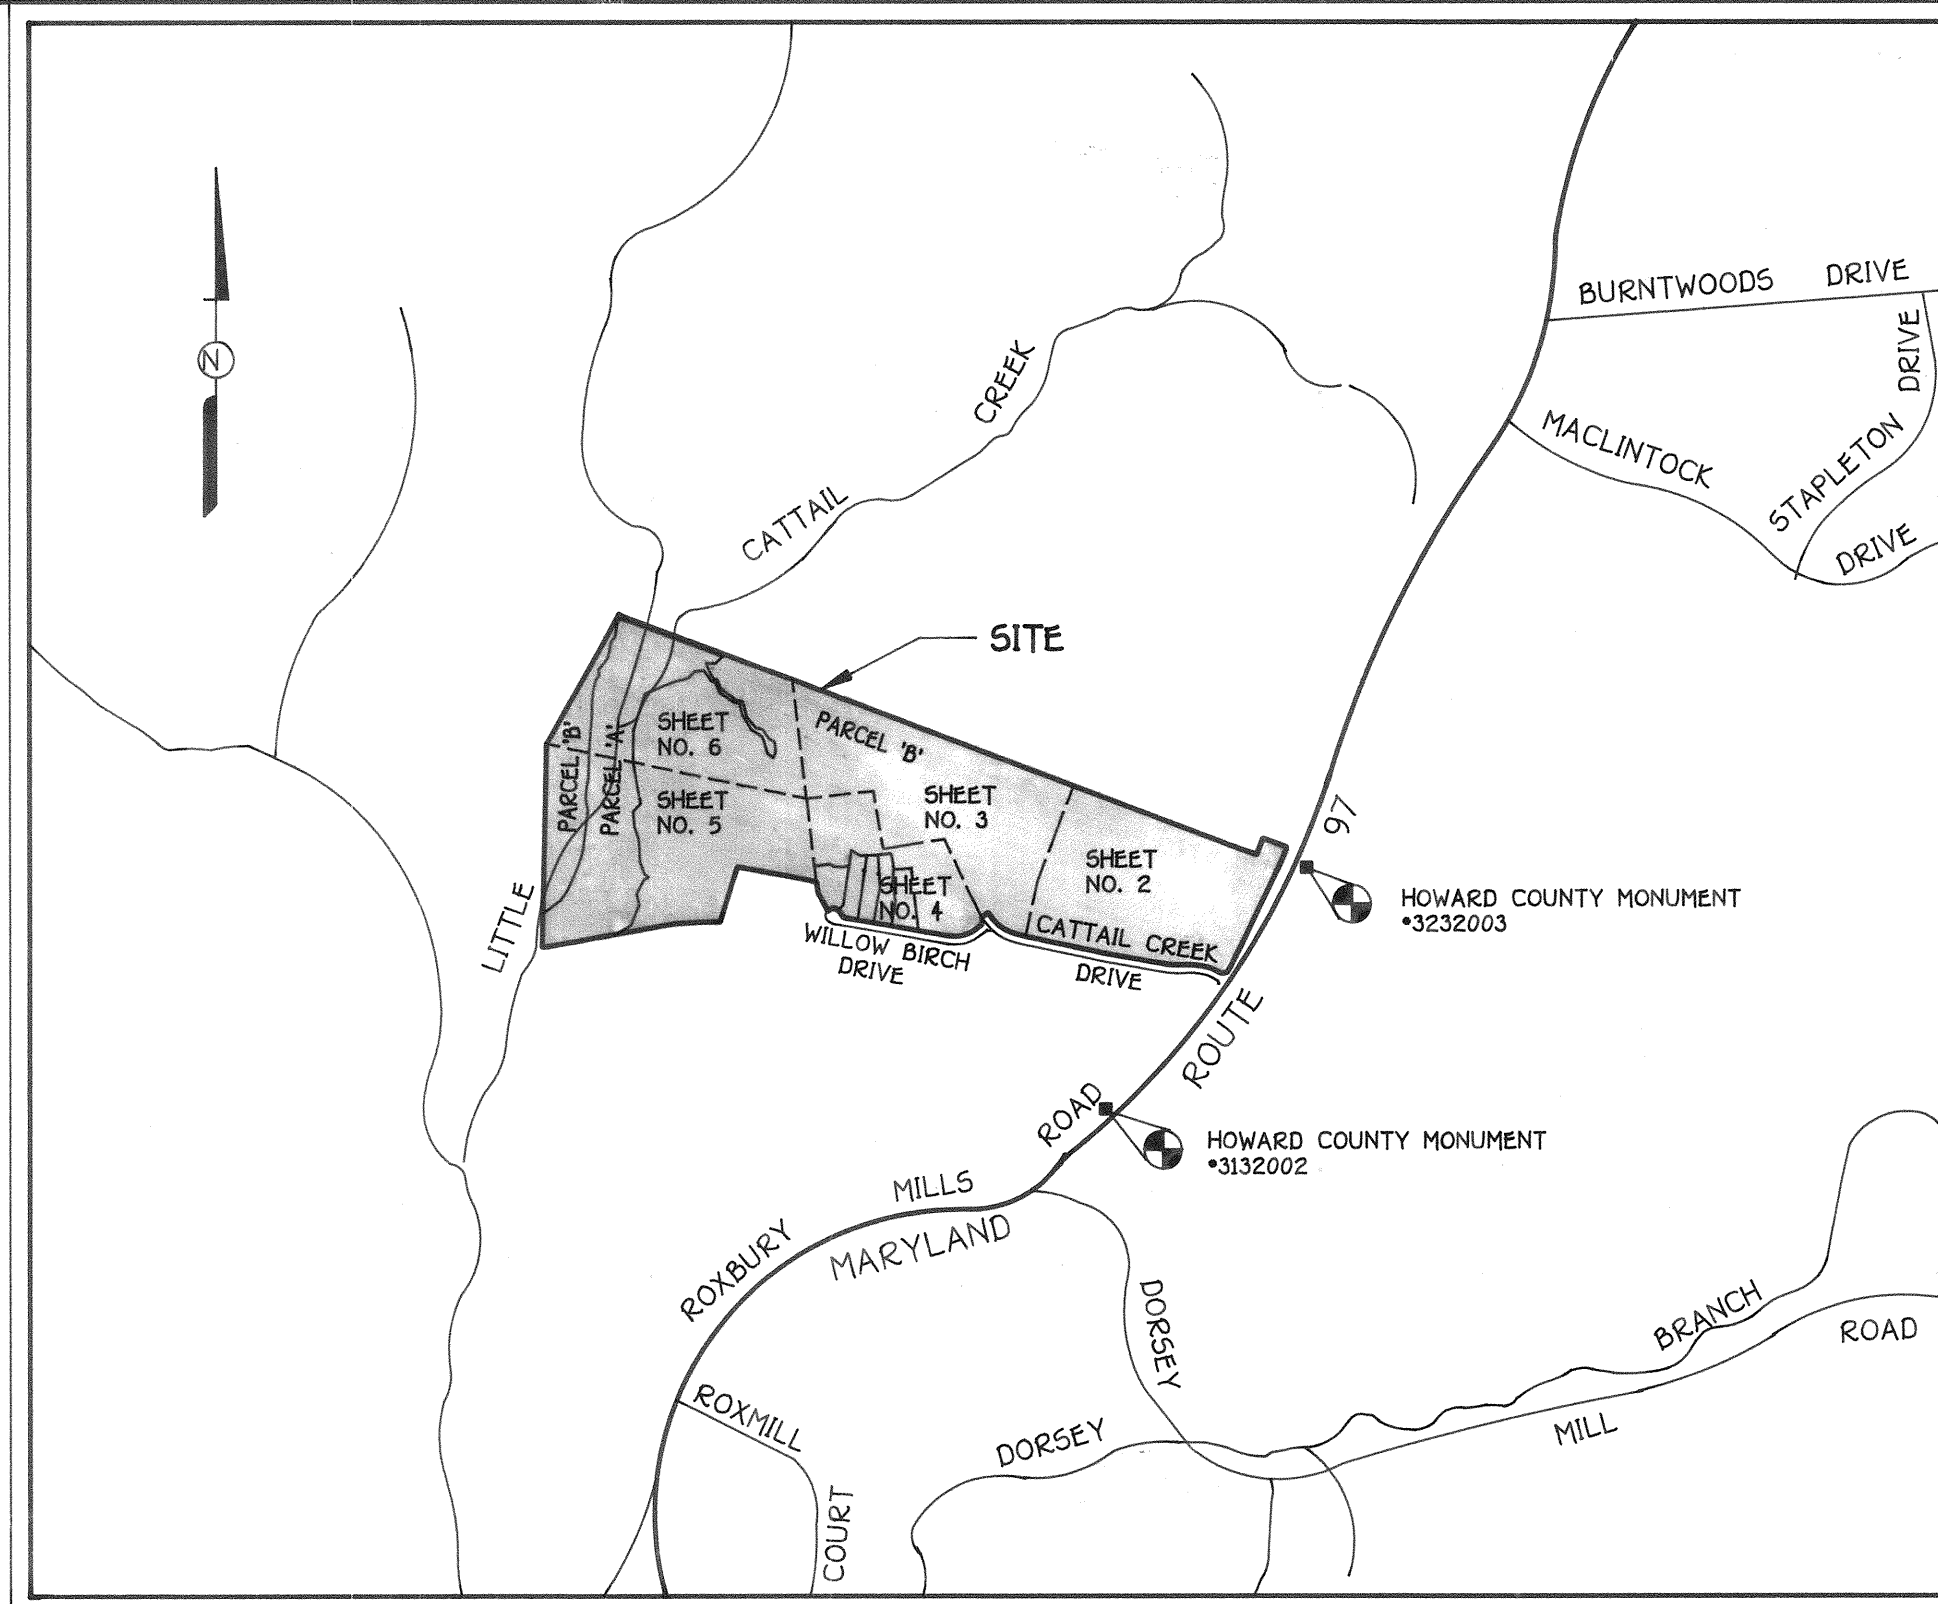 BURNTWOODS DRIVE
N
STAPLETON DRIVE
MACLINTOCK DRIVE
LITTLE CATTAIL CREEK
SITE
PARCEL 'B'
PARCEL 'A'
SHEET
NO. 6
PARCEL 'B'
SHEET
NO. 5
SHEET
NO. 3
SHEET
NO. 2
SHEET
NO. 4
CATTAIL CREEK
DRIVE
WILLOW BIRCH
DRIVE
HOWARD COUNTY MONUMENT
•3232003
HOWARD COUNTY MONUMENT
•3132002
ROXBURY MILLS ROAD
MARYLAND ROUTE 97
DORSEY
DORSEY BRANCH
MILL ROAD
ROXMILL COURT